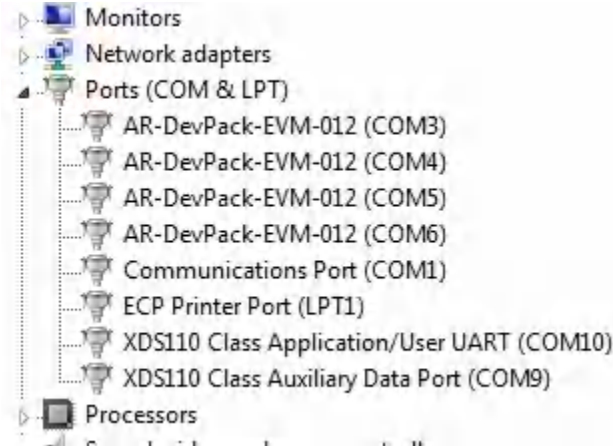 Monitors
Network adapters
Ports (COM & LPT)
AR-DevPack-EVM-012 (COM3)
AR-DevPack-EVM-012 (COM4)
AR-DevPack-EVM-012 (COM5)
AR-DevPack-EVM-012 (COM6)
Communications Port (COM1)
ECP Printer Port (LPT1)
XDS110 Class Application/User UART (COM10)
XDS110 Class Auxiliary Data Port (COM9)
Processors